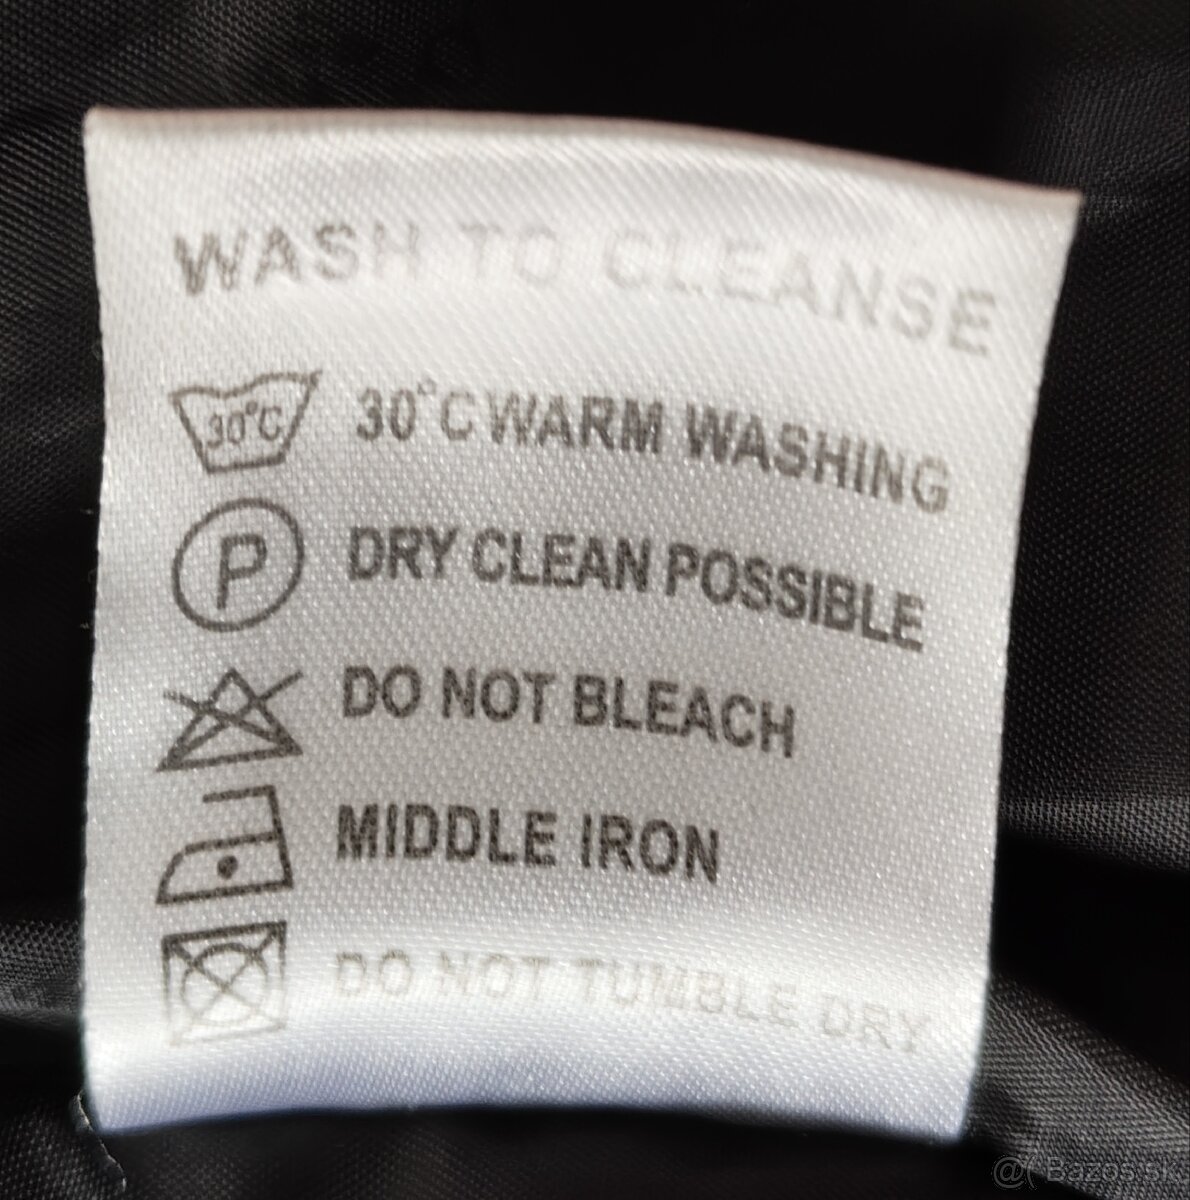 WASH TO CLEANSE
30°C 30°C WARM WASHING
P DRY CLEAN POSSIBLE
DO NOT BLEACH
MIDDLE IRON
DO NOT TUMBLE DRY
@( Bazos.sk